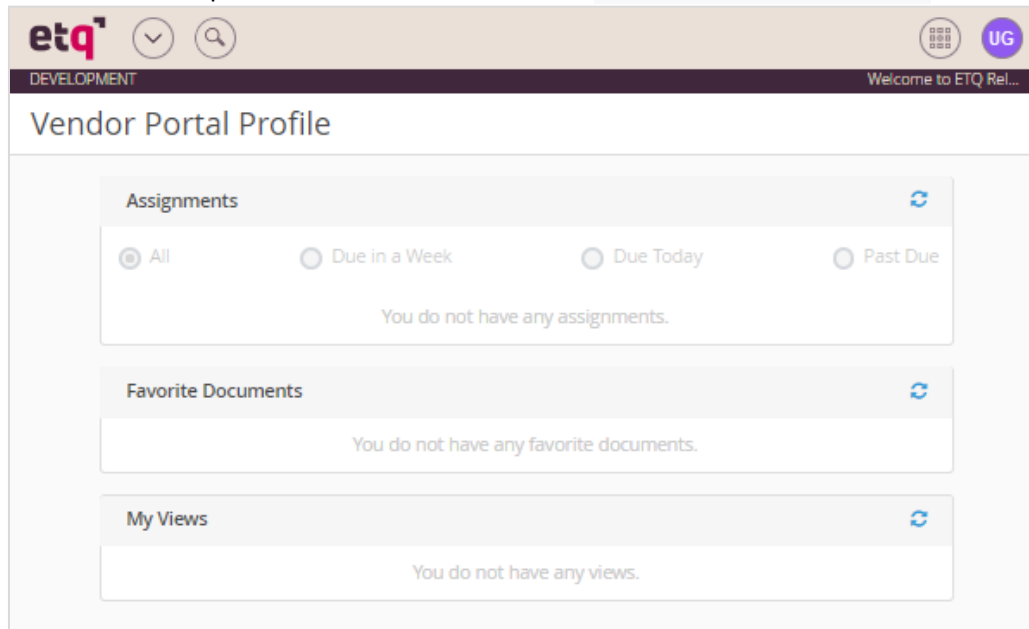 etq
UG
DEVELOPMENT Welcome to ETQ Rel...
Vendor Portal Profile
Assignments
All Due in a Week Due Today Past Due
You do not have any assignments.
Favorite Documents
You do not have any favorite documents.
My Views
You do not have any views.